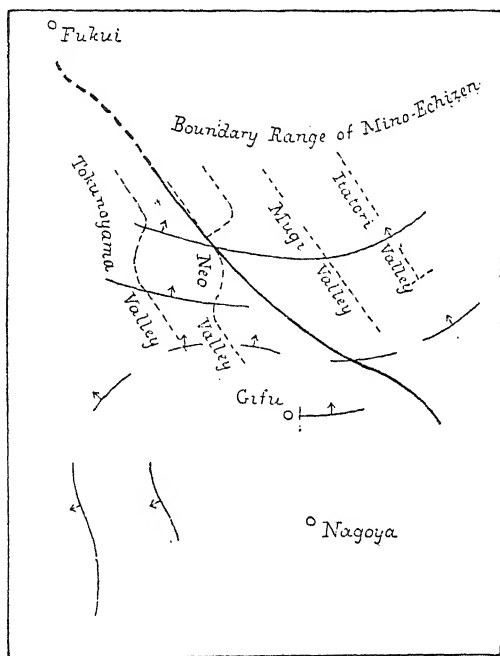 Fukui
Boundary Range of Mino-Echizen
Tokunoyama
Valley
Neo
Valley
Mugi
Valley
Itatori
Valley
Gifu
Nagoya